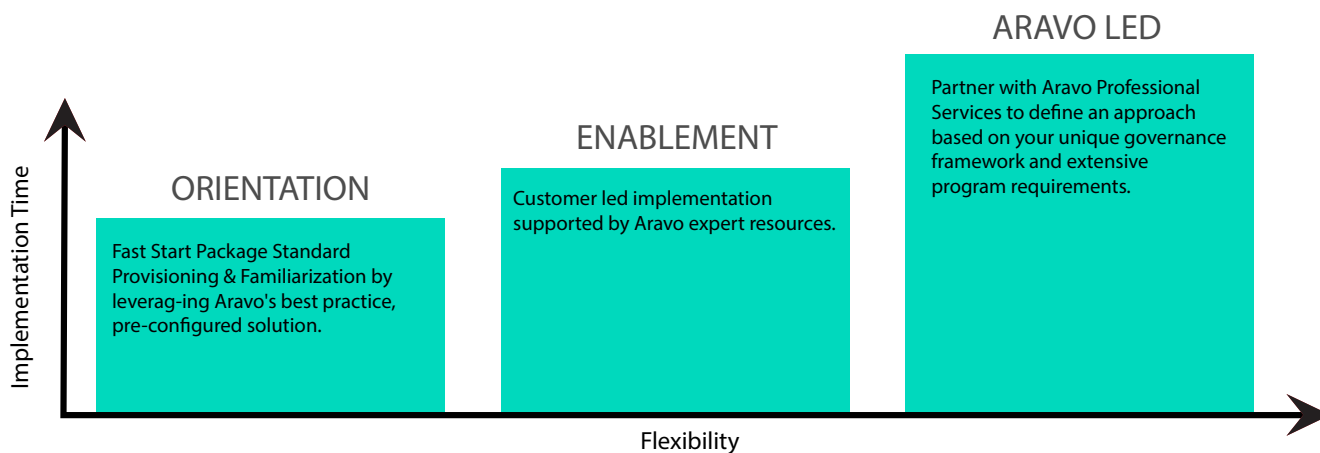 ARAVO LED
Partner with Aravo Professional
Services to define an approach
based on your unique governance
framework and extensive
program requirements.
ENABLEMENT
Customer led implementation
supported by Aravo expert resources.
ORIENTATION
Fast Start Package Standard
Provisioning & Familiarization by
leverag-ing Aravo's best practice,
pre-configured solution.
Implementation Time
Flexibility